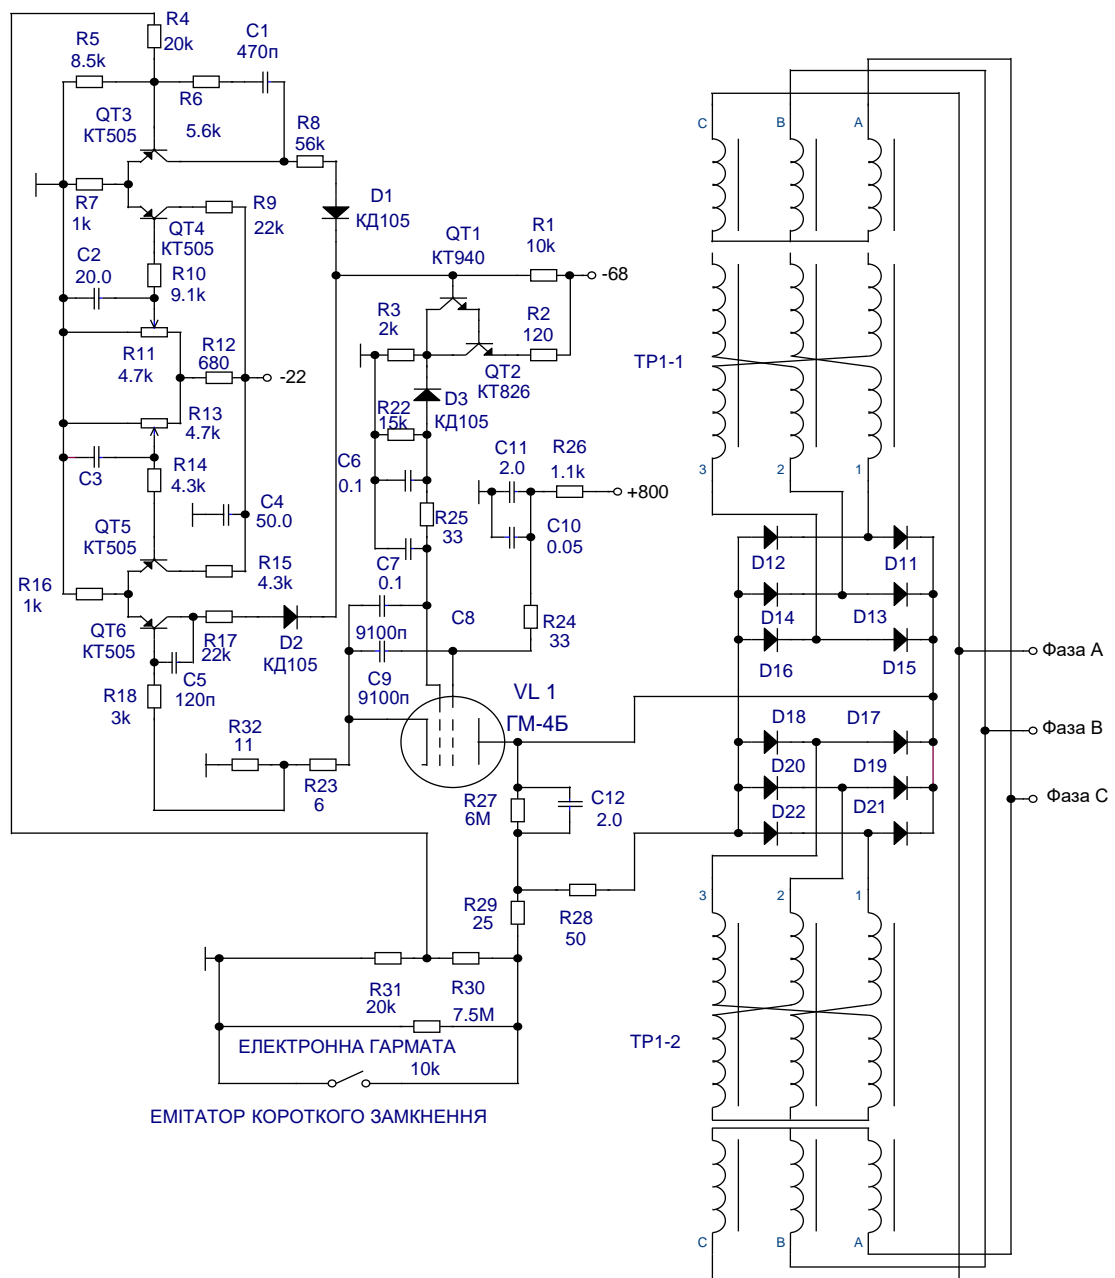 R4
20k
C1
470п
R5
8.5k
R6
5.6k
QT3
КТ505
R8
56k
R7
1k
QT4
КТ505
R9
22k
D1
КД105
C2
20.0
R10
9.1k
QT1
КТ940
R1
10k
-68
R3
2k
R2
120
R11
4.7k
R12
680
-22
QT2
КТ826
D3
КД105
R13
4.7k
R22
15k
C3
R14
4.3k
C6
0.1
C11
2.0
R26
1.1k
+800
C4
50.0
R25
33
C10
0.05
QT5
КТ505
R15
4.3k
C7
0.1
R16
1k
QT6
КТ505
R17
22k
D2
КД105
9100п
C8
R24
33
C5
120п
C9
9100п
R18
3k
VL 1
ГМ-4Б
R32
11
R23
6
R27
6M
C12
2.0
R29
25
R28
50
R31
20k
R30
7.5M
ЕЛЕКТРОННА ГАРМАТА
10k
ЕМІТАТОР КОРОТКОГО ЗАМКНЕННЯ
C
B
A
ТР1-1
3
2
1
D12
D11
D14
D13
D16
D15
Фаза А
D18
D17
Фаза В
D20
D19
D22
D21
Фаза С
3
2
1
ТР1-2
C
B
A